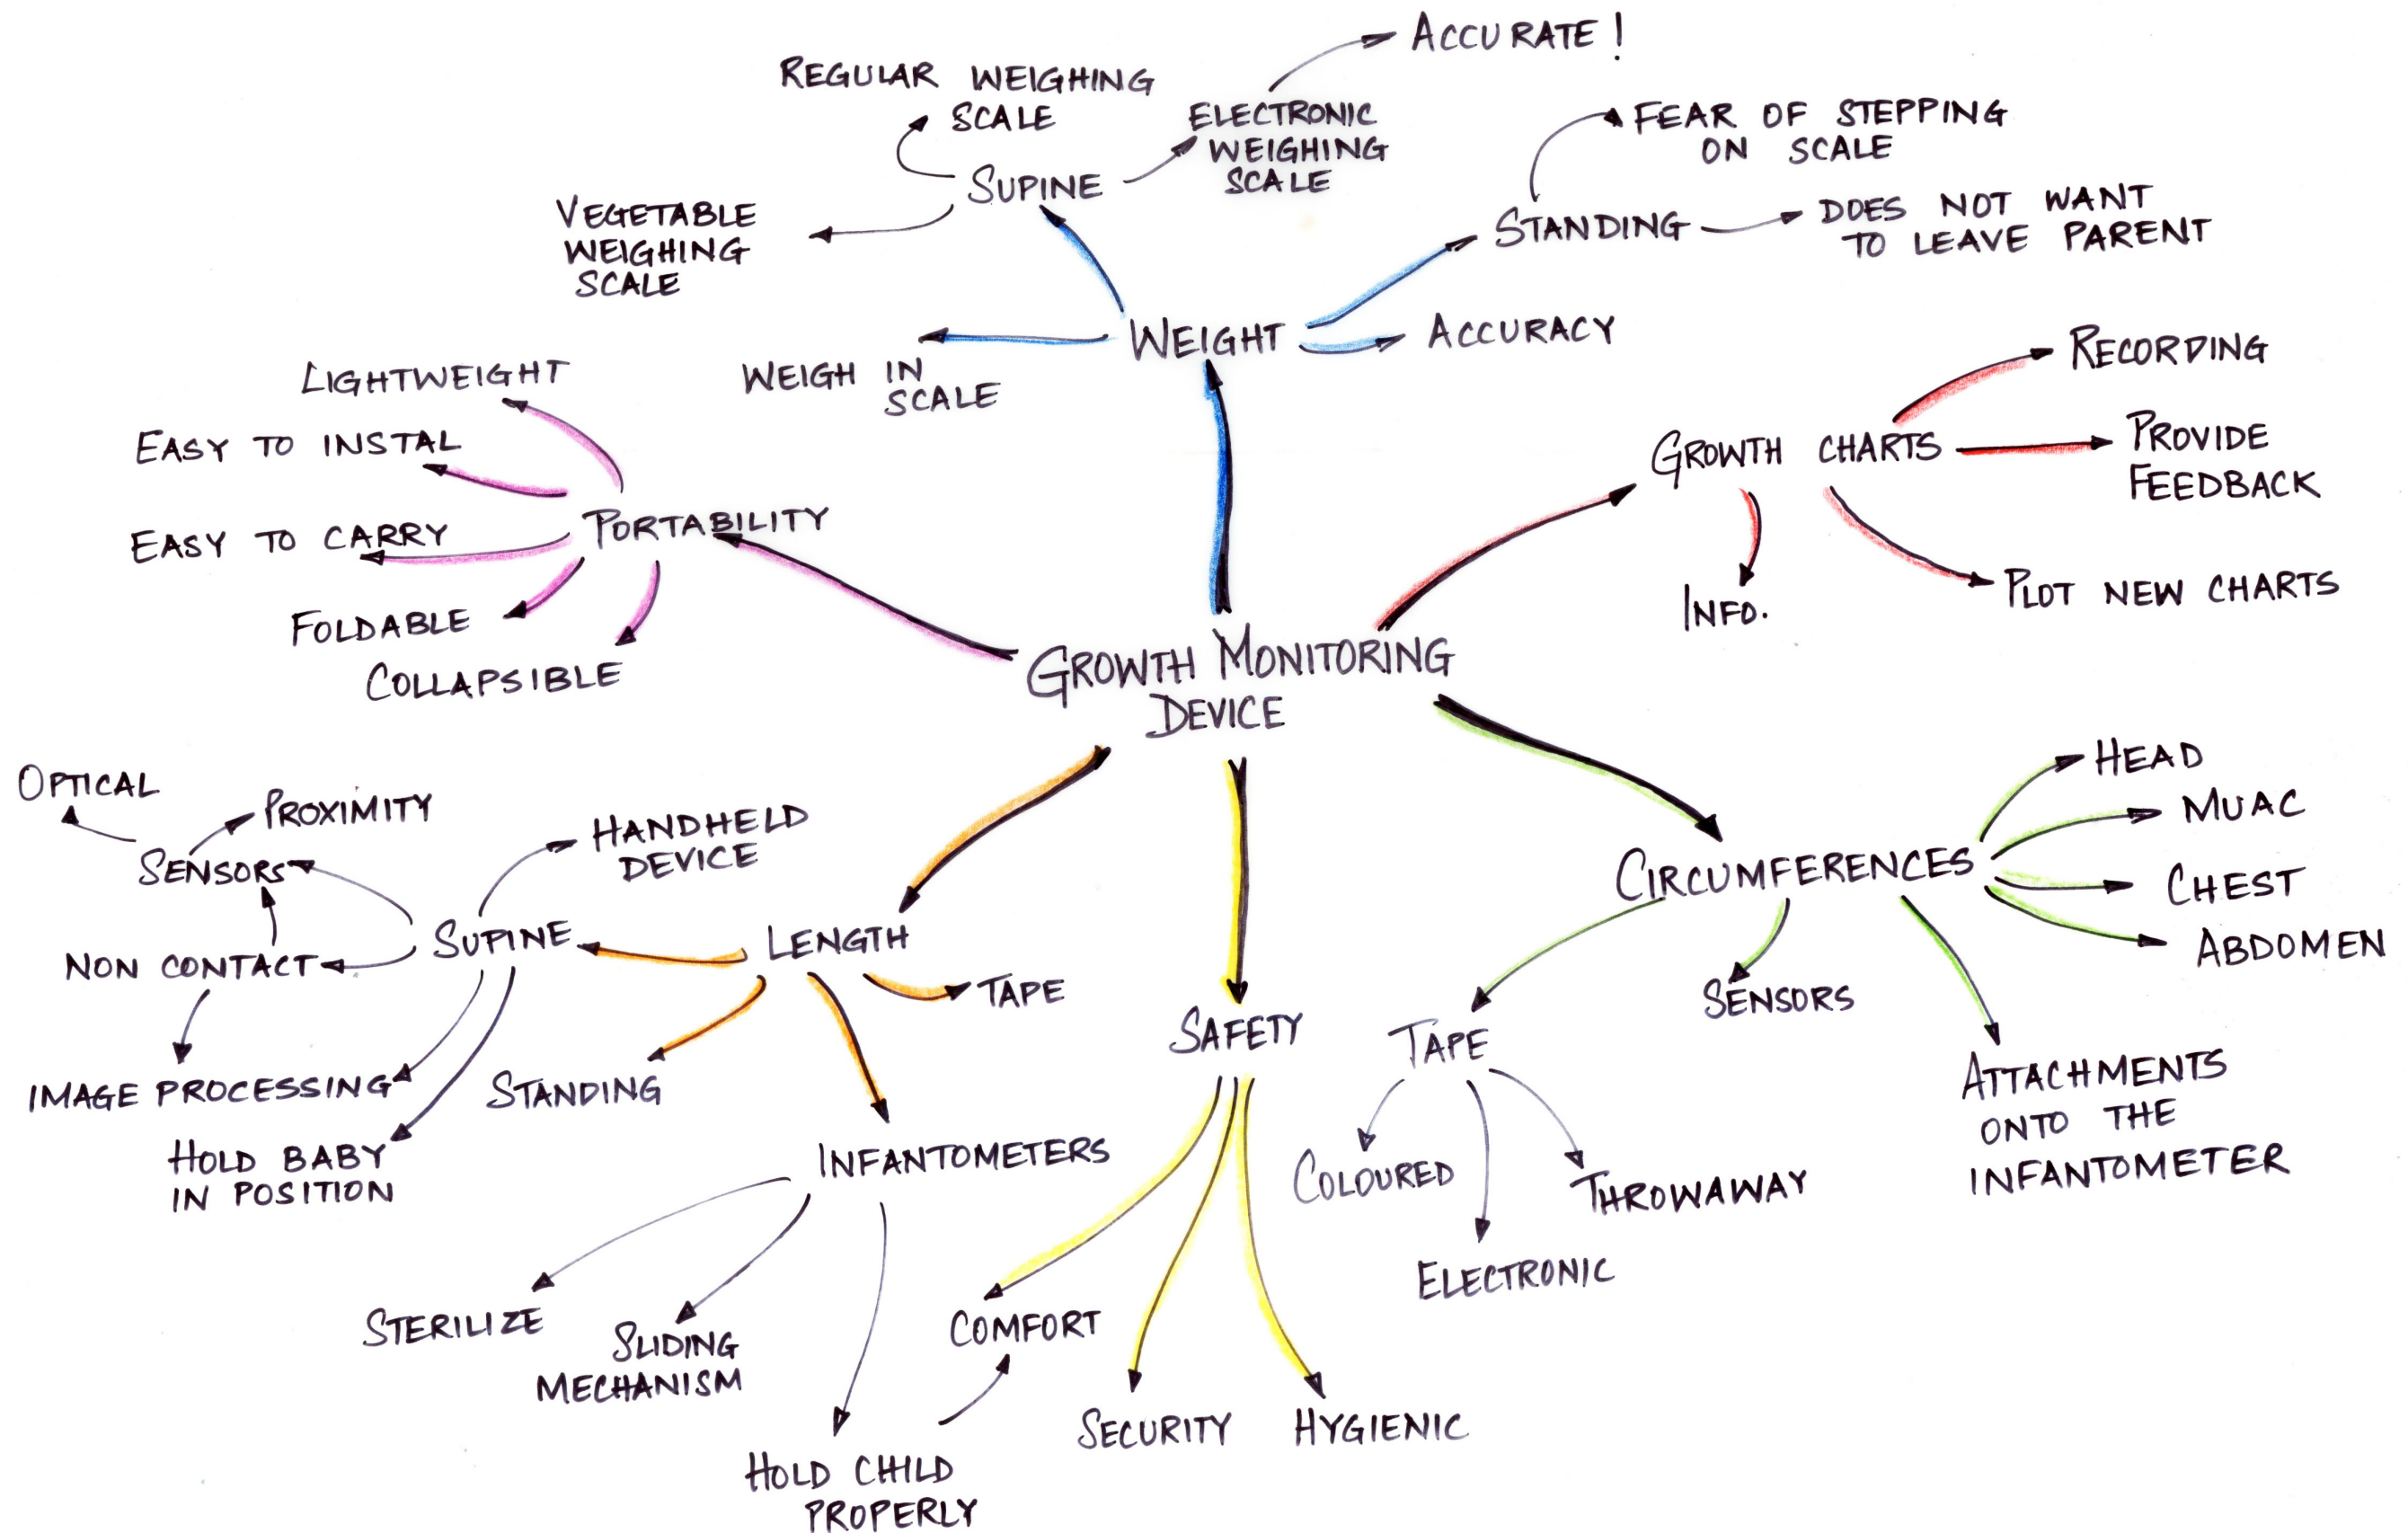 ACCURATE!
REGULAR WEIGHING
SCALE
ELECTRONIC
WEIGHING
SCALE
FEAR OF STEPPING
ON SCALE
SUPINE
VEGETABLE
WEIGHING
SCALE
STANDING
DOES NOT WANT
TO LEAVE PARENT
WEIGHT
ACCURACY
WEIGH IN
SCALE
LIGHTWEIGHT
EASY TO INSTAL
EASY TO CARRY
PORTABILITY
FOLDABLE
COLLAPSIBLE
RECORDING
GROWTH CHARTS
PROVIDE
FEEDBACK
INFO.
PLOT NEW CHARTS
GROWTH MONITORING
DEVICE
OPTICAL
PROXIMITY
SENSORS
HANDHELD
DEVICE
SUPINE
NON CONTACT
LENGTH
TAPE
IMAGE PROCESSING
STANDING
HOLD BABY
IN POSITION
INFANTOMETERS
STERILIZE
SLIDING
MECHANISM
HOLD CHILD
PROPERLY
SAFETY
COMFORT
SECURITY
HYGIENIC
CIRCUMFERENCES
HEAD
MUAC
CHEST
ABDOMEN
SENSORS
TAPE
COLOURED
THROWAWAY
ELECTRONIC
ATTACHMENTS
ONTO THE
INFANTOMETER